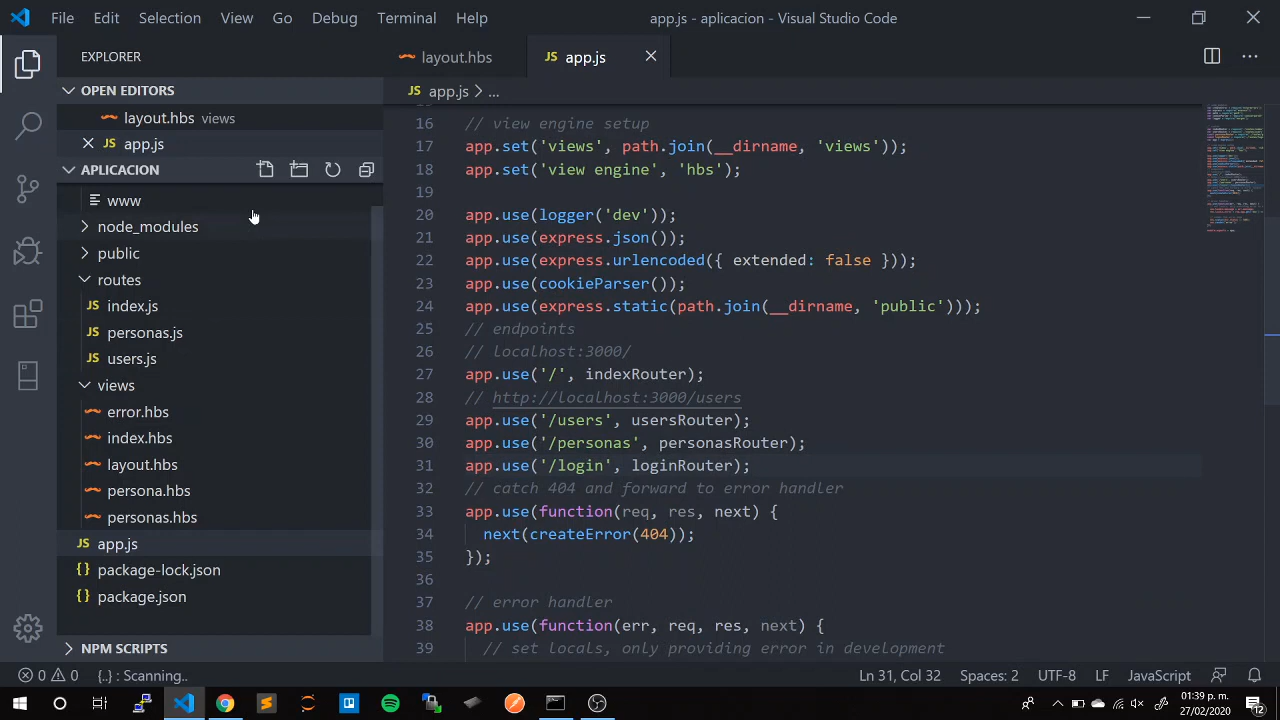 File Edit Selection View Go Debug Terminal Help app.js - aplicacion - Visual Studio Code
EXPLORER
OPEN EDITORS
layout.hbs views
JS app.js
APLICACION
www
node_modules
public
routes
JS index.js
JS personas.js
JS users.js
views
error.hbs
index.hbs
layout.hbs
persona.hbs
personas.hbs
JS app.js
{} package-lock.json
{} package.json
NPM SCRIPTS
layout.hbs JS app.js
JS app.js > ...
16 // view engine setup
17 app.set('views', path.join(__dirname, 'views'));
18 app.set('view engine', 'hbs');
19
20 app.use(logger('dev'));
21 app.use(express.json());
22 app.use(express.urlencoded({ extended: false }));
23 app.use(cookieParser());
24 app.use(express.static(path.join(__dirname, 'public')));
25 // endpoints
26 // localhost:3000/
27 app.use('/', indexRouter);
28 // http://localhost:3000/users
29 app.use('/users', usersRouter);
30 app.use('/personas', personasRouter);
31 app.use('/login', loginRouter);
32 // catch 404 and forward to error handler
33 app.use(function(req, res, next) {
34 next(createError(404));
35 });
36
37 // error handler
38 app.use(function(err, req, res, next) {
39 // set locals, only providing error in development
0 0 {..} : Scanning.. Ln 31, Col 32 Spaces: 2 UTF-8 LF JavaScript
01:39 p. m.
27/02/2020
12